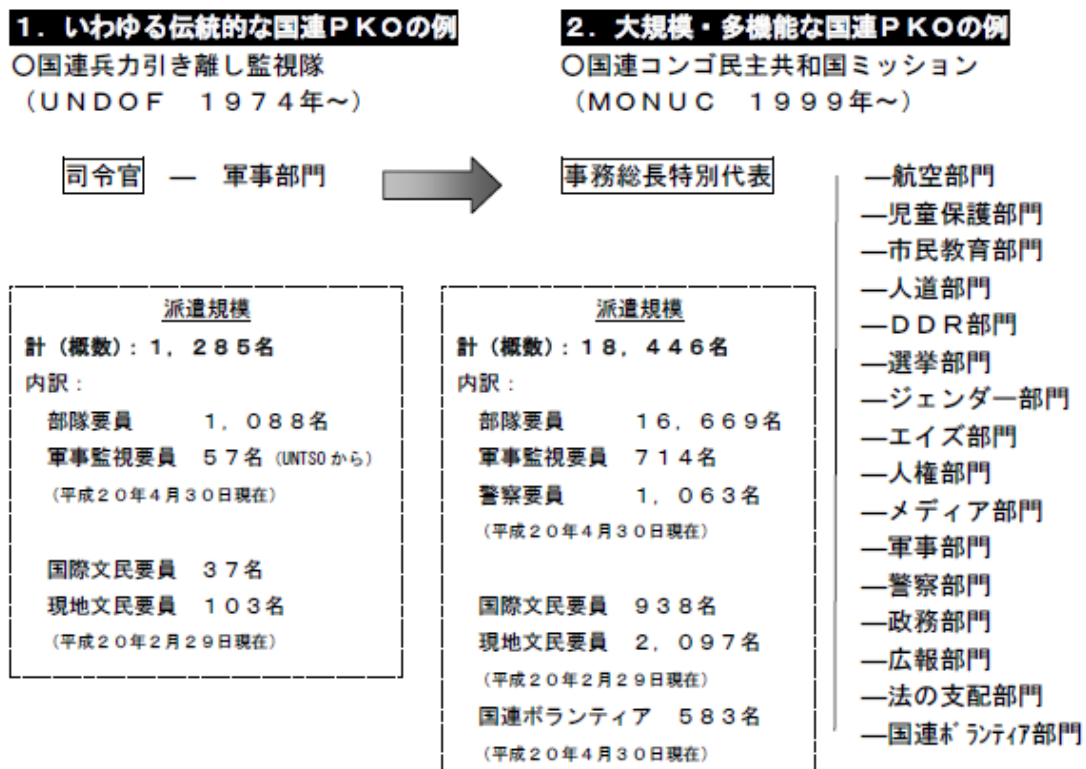 １．いわゆる伝統的な国連ＰＫＯの例
〇国連兵力引き離し監視隊
（ＵＮＤＯＦ　１９７４年～）
司令官 ― 軍事部門
派遣規模
計（概数）：１，２８５名
内訳：
部隊要員　１，０８８名
軍事監視要員　５７名（UNTSOから）
（平成２０年４月３０日現在）
国際文民要員　３７名
現地文民要員　１０３名
（平成２０年２月２９日現在）
２．大規模・多機能な国連ＰＫＯの例
〇国連コンゴ民主共和国ミッション
（ＭＯＮＵＣ　１９９９年～）
事務総長特別代表
―航空部門
―児童保護部門
―市民教育部門
―人道部門
―ＤＤＲ部門
―選挙部門
―ジェンダー部門
―エイズ部門
―人権部門
―メディア部門
―軍事部門
―警察部門
―政務部門
―広報部門
―法の支配部門
―国連ﾎﾞﾗﾝﾃｨｱ部門
派遣規模
計（概数）：１８，４４６名
内訳：
部隊要員　１６，６６９名
軍事監視要員　７１４名
警察要員　１，０６３名
（平成２０年４月３０日現在）
国際文民要員　９３８名
現地文民要員　２，０９７名
（平成２０年２月２９日現在）
国連ボランティア　５８３名
（平成２０年４月３０日現在）